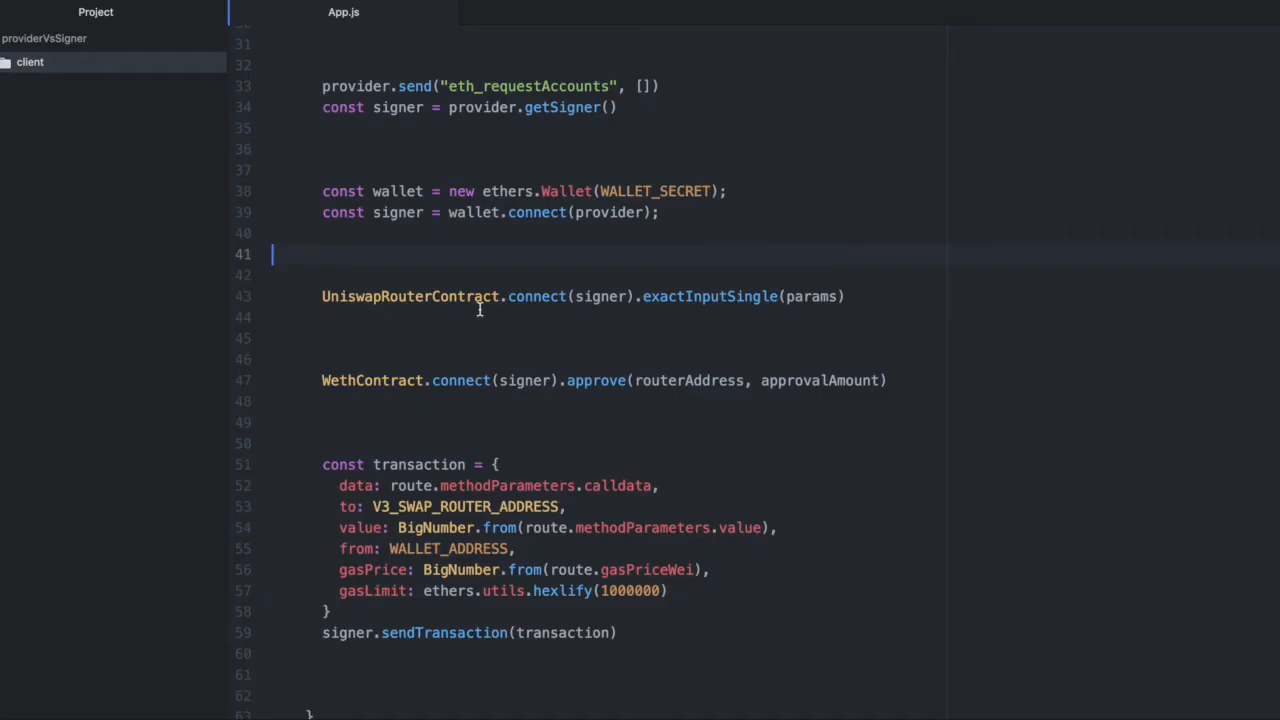 Project
App.js
providerVsSigner
client
31
32
33 provider.send("eth_requestAccounts", [])
34 const signer = provider.getSigner()
35
36
37
38 const wallet = new ethers.Wallet(WALLET_SECRET);
39 const signer = wallet.connect(provider);
40
41
42
43 UniswapRouterContract.connect(signer).exactInputSingle(params)
44
45
46
47 WethContract.connect(signer).approve(routerAddress, approvalAmount)
48
49
50
51 const transaction = {
52 data: route.methodParameters.calldata,
53 to: V3_SWAP_ROUTER_ADDRESS,
54 value: BigNumber.from(route.methodParameters.value),
55 from: WALLET_ADDRESS,
56 gasPrice: BigNumber.from(route.gasPriceWei),
57 gasLimit: ethers.utils.hexlify(1000000)
58 }
59 signer.sendTransaction(transaction)
60
61
62
63 }